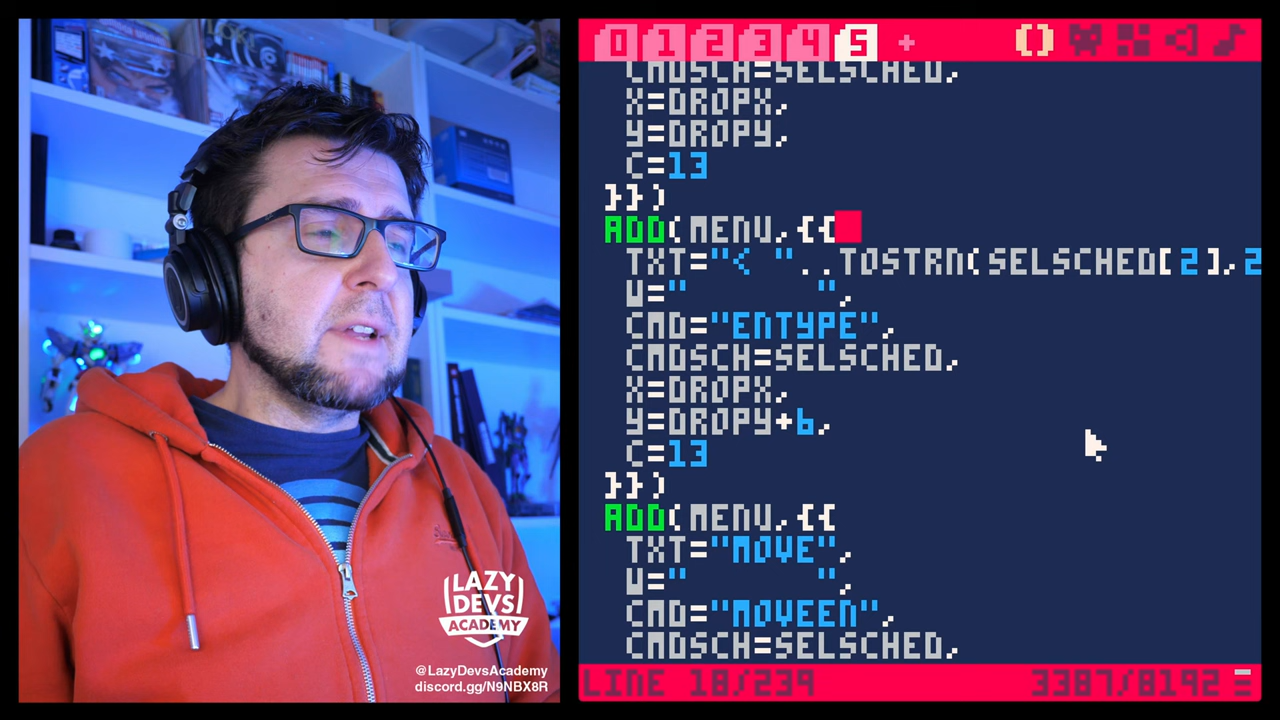 0 1 2 3 4 5 +
CMDSCH=SELSCHED,
X=DROPX,
Y=DROPY,
C=13
}})
ADD(MENU,{{
TXT="< "..TOSTRN(SELSCHED[2],2
W="        ",
CMD="ENTYPE",
CMDSCH=SELSCHED,
X=DROPX,
Y=DROPY+6,
C=13
}})
ADD(MENU,{{
TXT="MOVE",
W="        ",
CMD="MOVEEN",
CMDSCH=SELSCHED,
LINE 18/239 3387/8192
LAZY
DEVS
ACADEMY
@LazyDevsAcademy
discord.gg/N9NBX8R